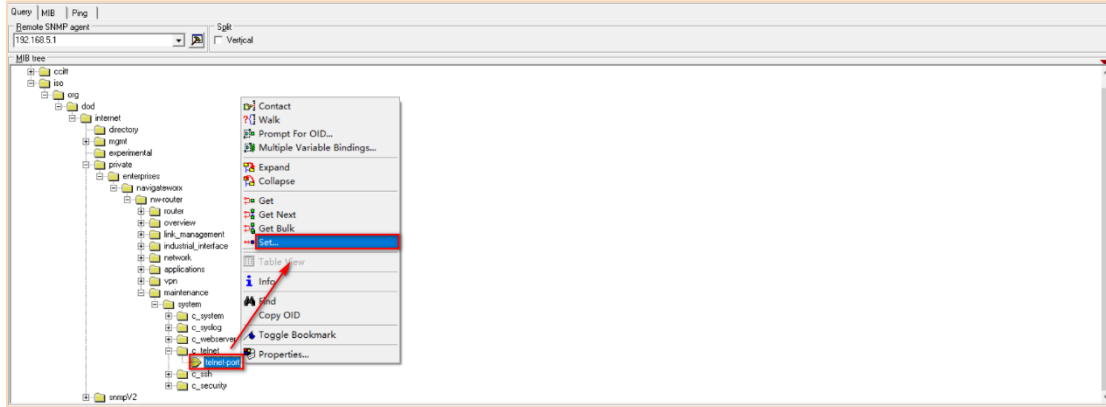 Query MIB Ping
Remote SNMP agent Split
192.168.5.1 Vertical
MIB tree
ccitt
iso
org
dod
internet
directory
mgmt
experimental
private
enterprises
navigateworx
nw-router
router
overview
link_management
industrial_interface
network
applications
vpn
maintenance
system
c_system
c_syslog
c_webserver
c_telnet
telnet-port
c_ssh
c_security
snmpV2
Contact
Walk
Prompt For OID...
Multiple Variable Bindings...
Expand
Collapse
Get
Get Next
Get Bulk
Set...
Table View
Info
Find
Copy OID
Toggle Bookmark
Properties...